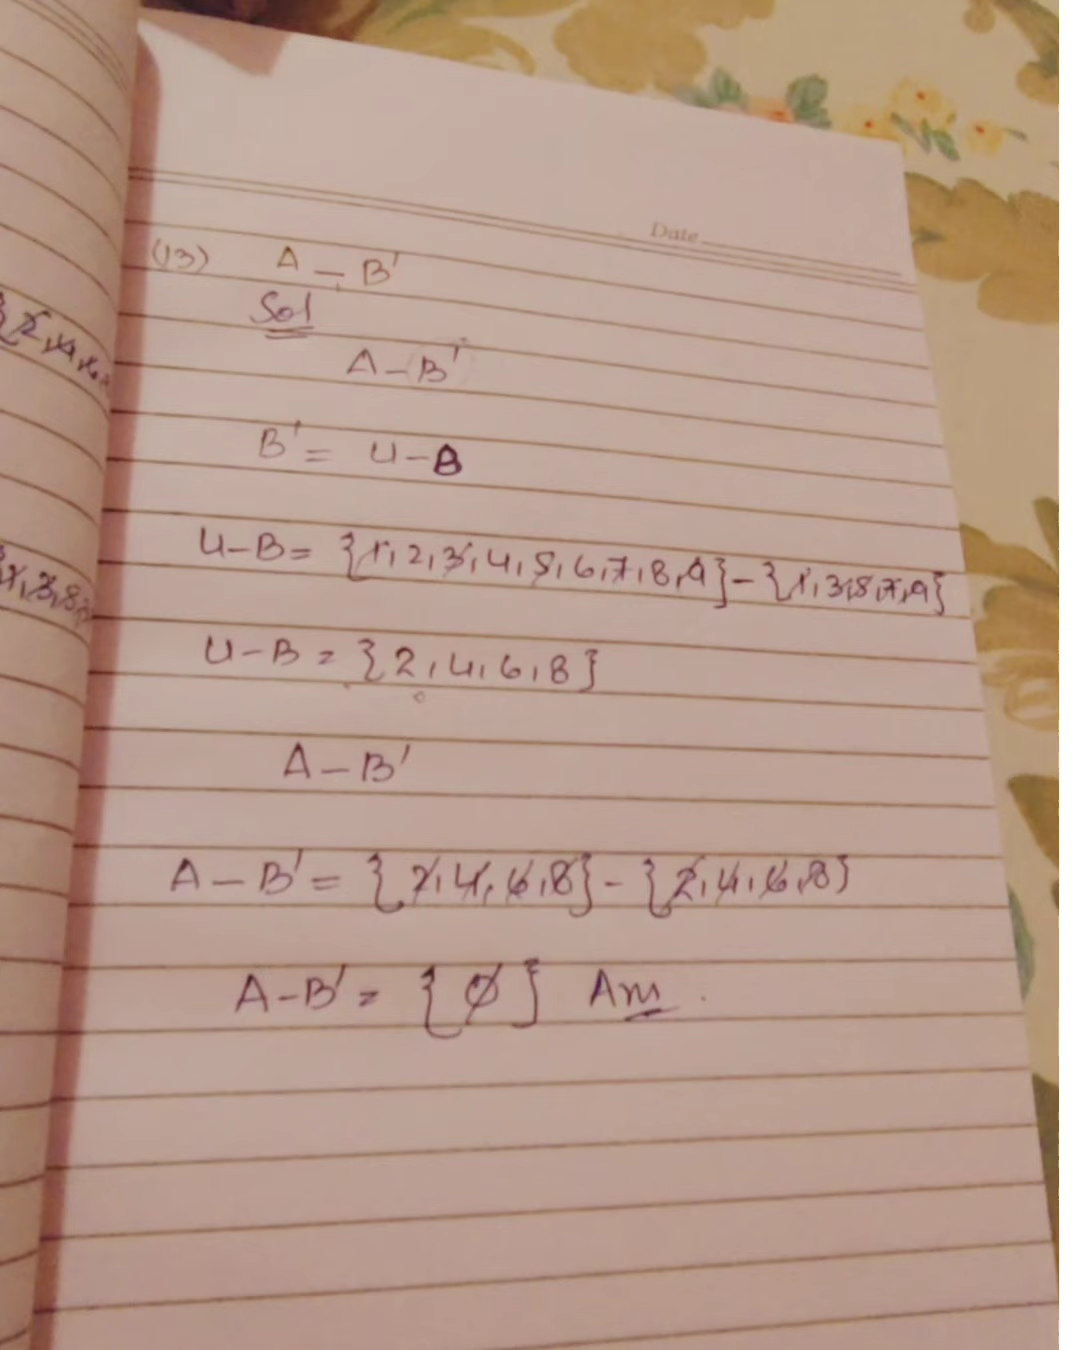 Date
(13) A - B'
Sol
A - B'
B' = U - B
U - B = {1, 2, 3, 4, 5, 6, 7, 8, 9} - {1, 3, 5, 7, 9}
U - B = {2, 4, 6, 8}
A - B'
A - B' = {2, 4, 6, 8} - {2, 4, 6, 8}
A - B' = {Ø} Ans.